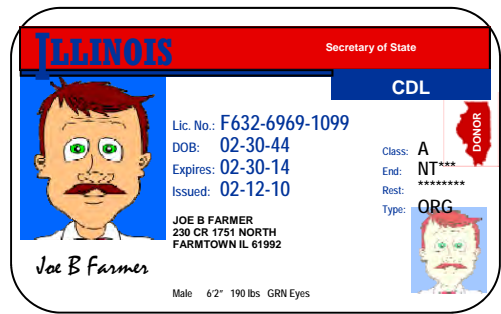 ILLINOIS
Secretary of State
CDL
Lic. No.: F632-6969-1099
DOB: 02-30-44
Expires: 02-30-14
Issued: 02-12-10
Class: A
End: NT***
Rest: ********
Type: ORG
DONOR
JOE B FARMER
230 CR 1751 NORTH
FARMTOWN IL 61992
Joe B Farmer
Male 6'2" 190 lbs GRN Eyes